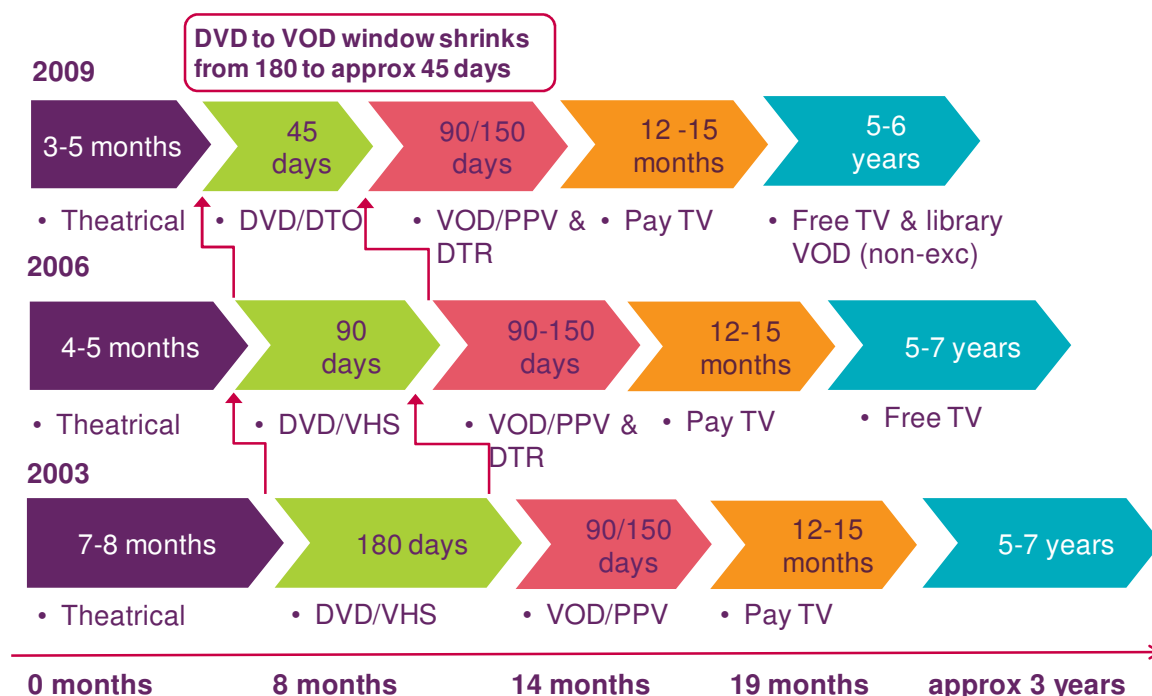 DVD to VOD window shrinks
from 180 to approx 45 days
2009
3-5 months
45
days
90/150
days
12 -15
months
5-6
years
• Theatrical
• DVD/DTO
• VOD/PPV &
DTR
• Pay TV
• Free TV & library
VOD (non-exc)
2006
4-5 months
90
days
90-150
days
12-15
months
5-7 years
• Theatrical
• DVD/VHS
• VOD/PPV &
DTR
• Pay TV
• Free TV
2003
7-8 months
180 days
90/150
days
12-15
months
5-7 years
• Theatrical
• DVD/VHS
• VOD/PPV
• Pay TV
0 months
8 months
14 months
19 months
approx 3 years